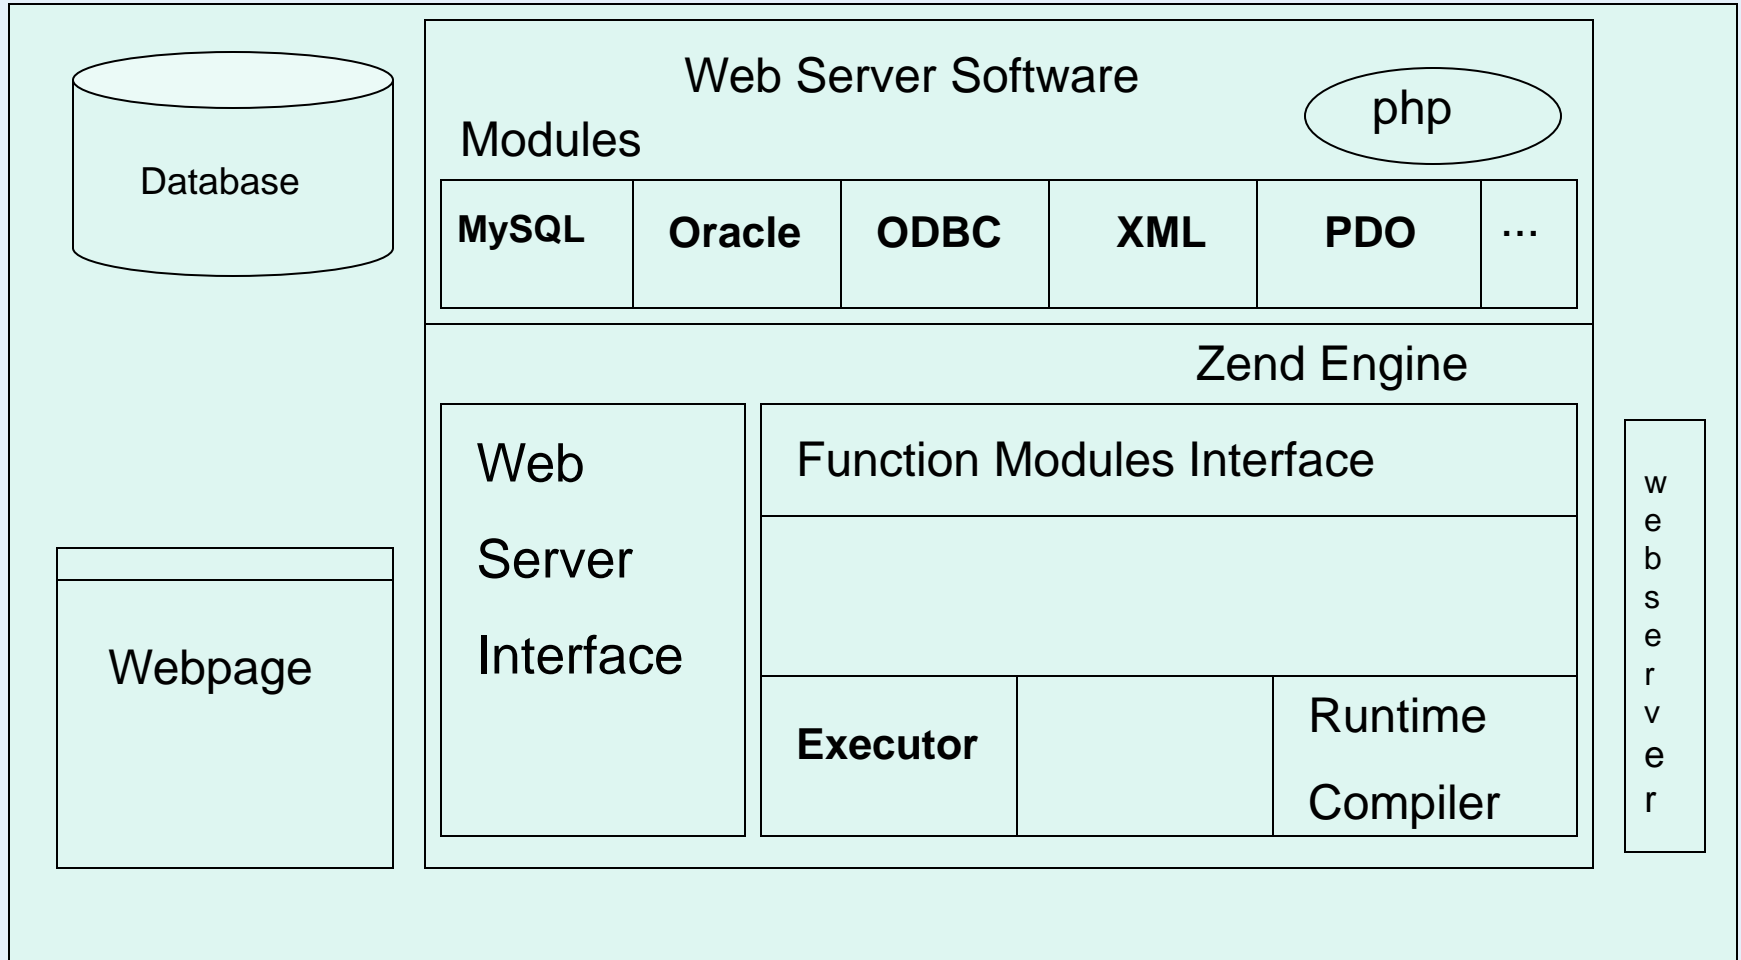 Web Server Software
php
Modules
Database
MySQL
Oracle
ODBC
XML
PDO
...
Zend Engine
Web
Server
Interface
Function Modules Interface
Webpage
Executor
Runtime
Compiler
w
e
b
s
e
r
v
e
r